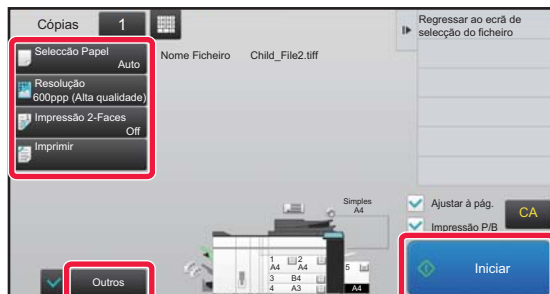 Cópias 1
Regressar ao ecrã de
selecção do ficheiro
Selecção Papel
Auto
Nome Ficheiro Child_File2.tiff
Resolução
600ppp (Alta qualidade)
Impressão 2-Faces
Off
Imprimir
Simples
A4
Ajustar à pág.
CA
Impressão P/B
1 2
A4 A4
3 B4
4 A3
5
A4
Outros
Iniciar